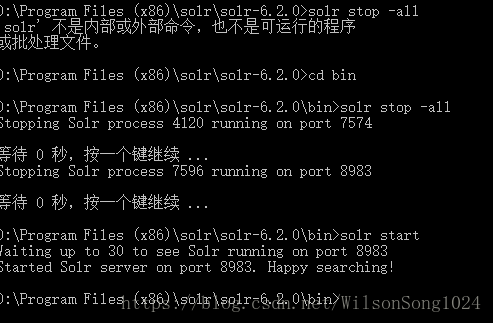 D:\Program Files (x86)\solr\solr-6.2.0>solr stop -all
'solr' 不是内部或外部命令，也不是可运行的程序
或批处理文件。
D:\Program Files (x86)\solr\solr-6.2.0>cd bin
D:\Program Files (x86)\solr\solr-6.2.0\bin>solr stop -all
Stopping Solr process 4120 running on port 7574
等待 0 秒，按一个键继续 ...
Stopping Solr process 7596 running on port 8983
等待 0 秒，按一个键继续 ...
D:\Program Files (x86)\solr\solr-6.2.0\bin>solr start
Waiting up to 30 to see Solr running on port 8983
Started Solr server on port 8983. Happy searching!
D:\Program Files (x86)\solr\solr-6.2.0\bin>
https://blog.csdn.net/WilsonSong1024